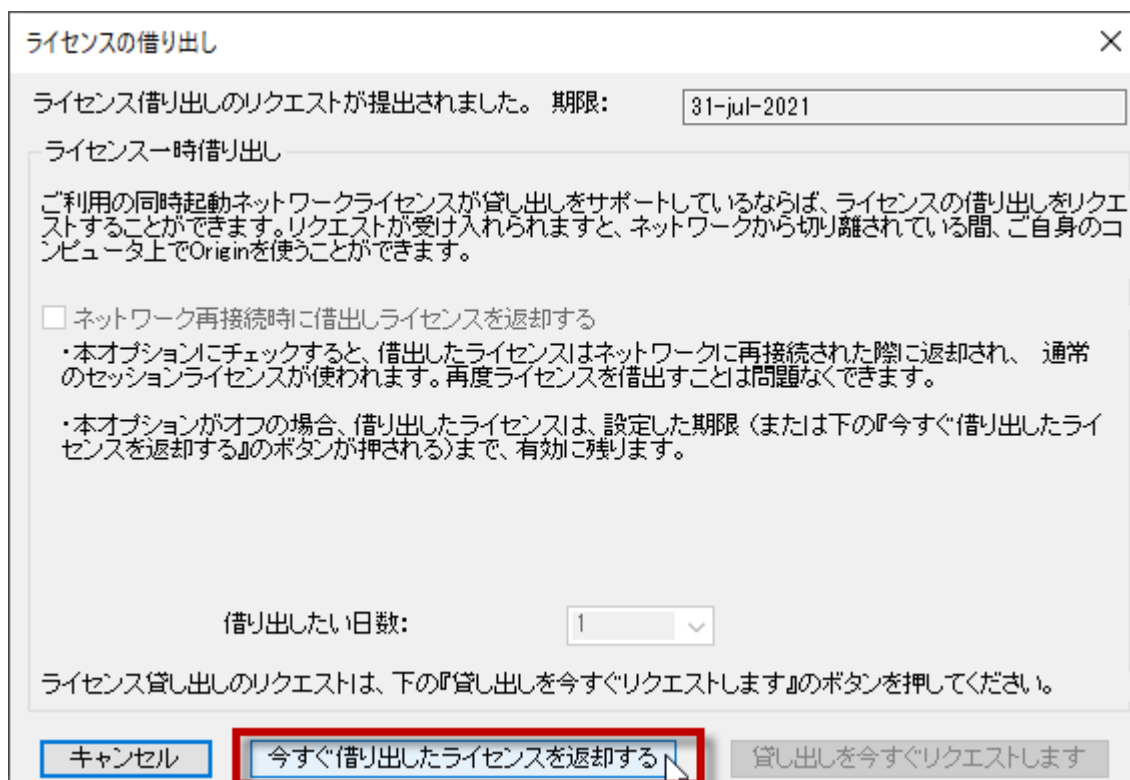 ライセンスの借り出し
ライセンス借り出しのリクエストが提出されました。 期限:
31-jul-2021
ライセンス一時借り出し
ご利用の同時起動ネットワークライセンスが貸し出しをサポートしているならば、ライセンスの借り出しをリクエ
ストすることができます。リクエストが受け入れられますと、ネットワークから切り離されている間、ご自身のコ
ンピュータ上でOriginを使うことができます。
ネットワーク再接続時に借出しライセンスを返却する
・本オプションにチェックすると、借出したライセンスはネットワークに再接続された際に返却され、 通常
のセッションライセンスが使われます。再度ライセンスを借出すことは問題なくできます。
・本オプションがオフの場合、借り出したライセンスは、設定した期限 (または下の『今すぐ借り出したライ
センスを返却する』のボタンが押される)まで、有効に残ります。
借り出したい日数:
1
ライセンス貸し出しのリクエストは、下の『貸し出しを今すぐリクエストします』のボタンを押してください。
キャンセル
今すぐ借り出したライセンスを返却する
貸し出しを今すぐリクエストします